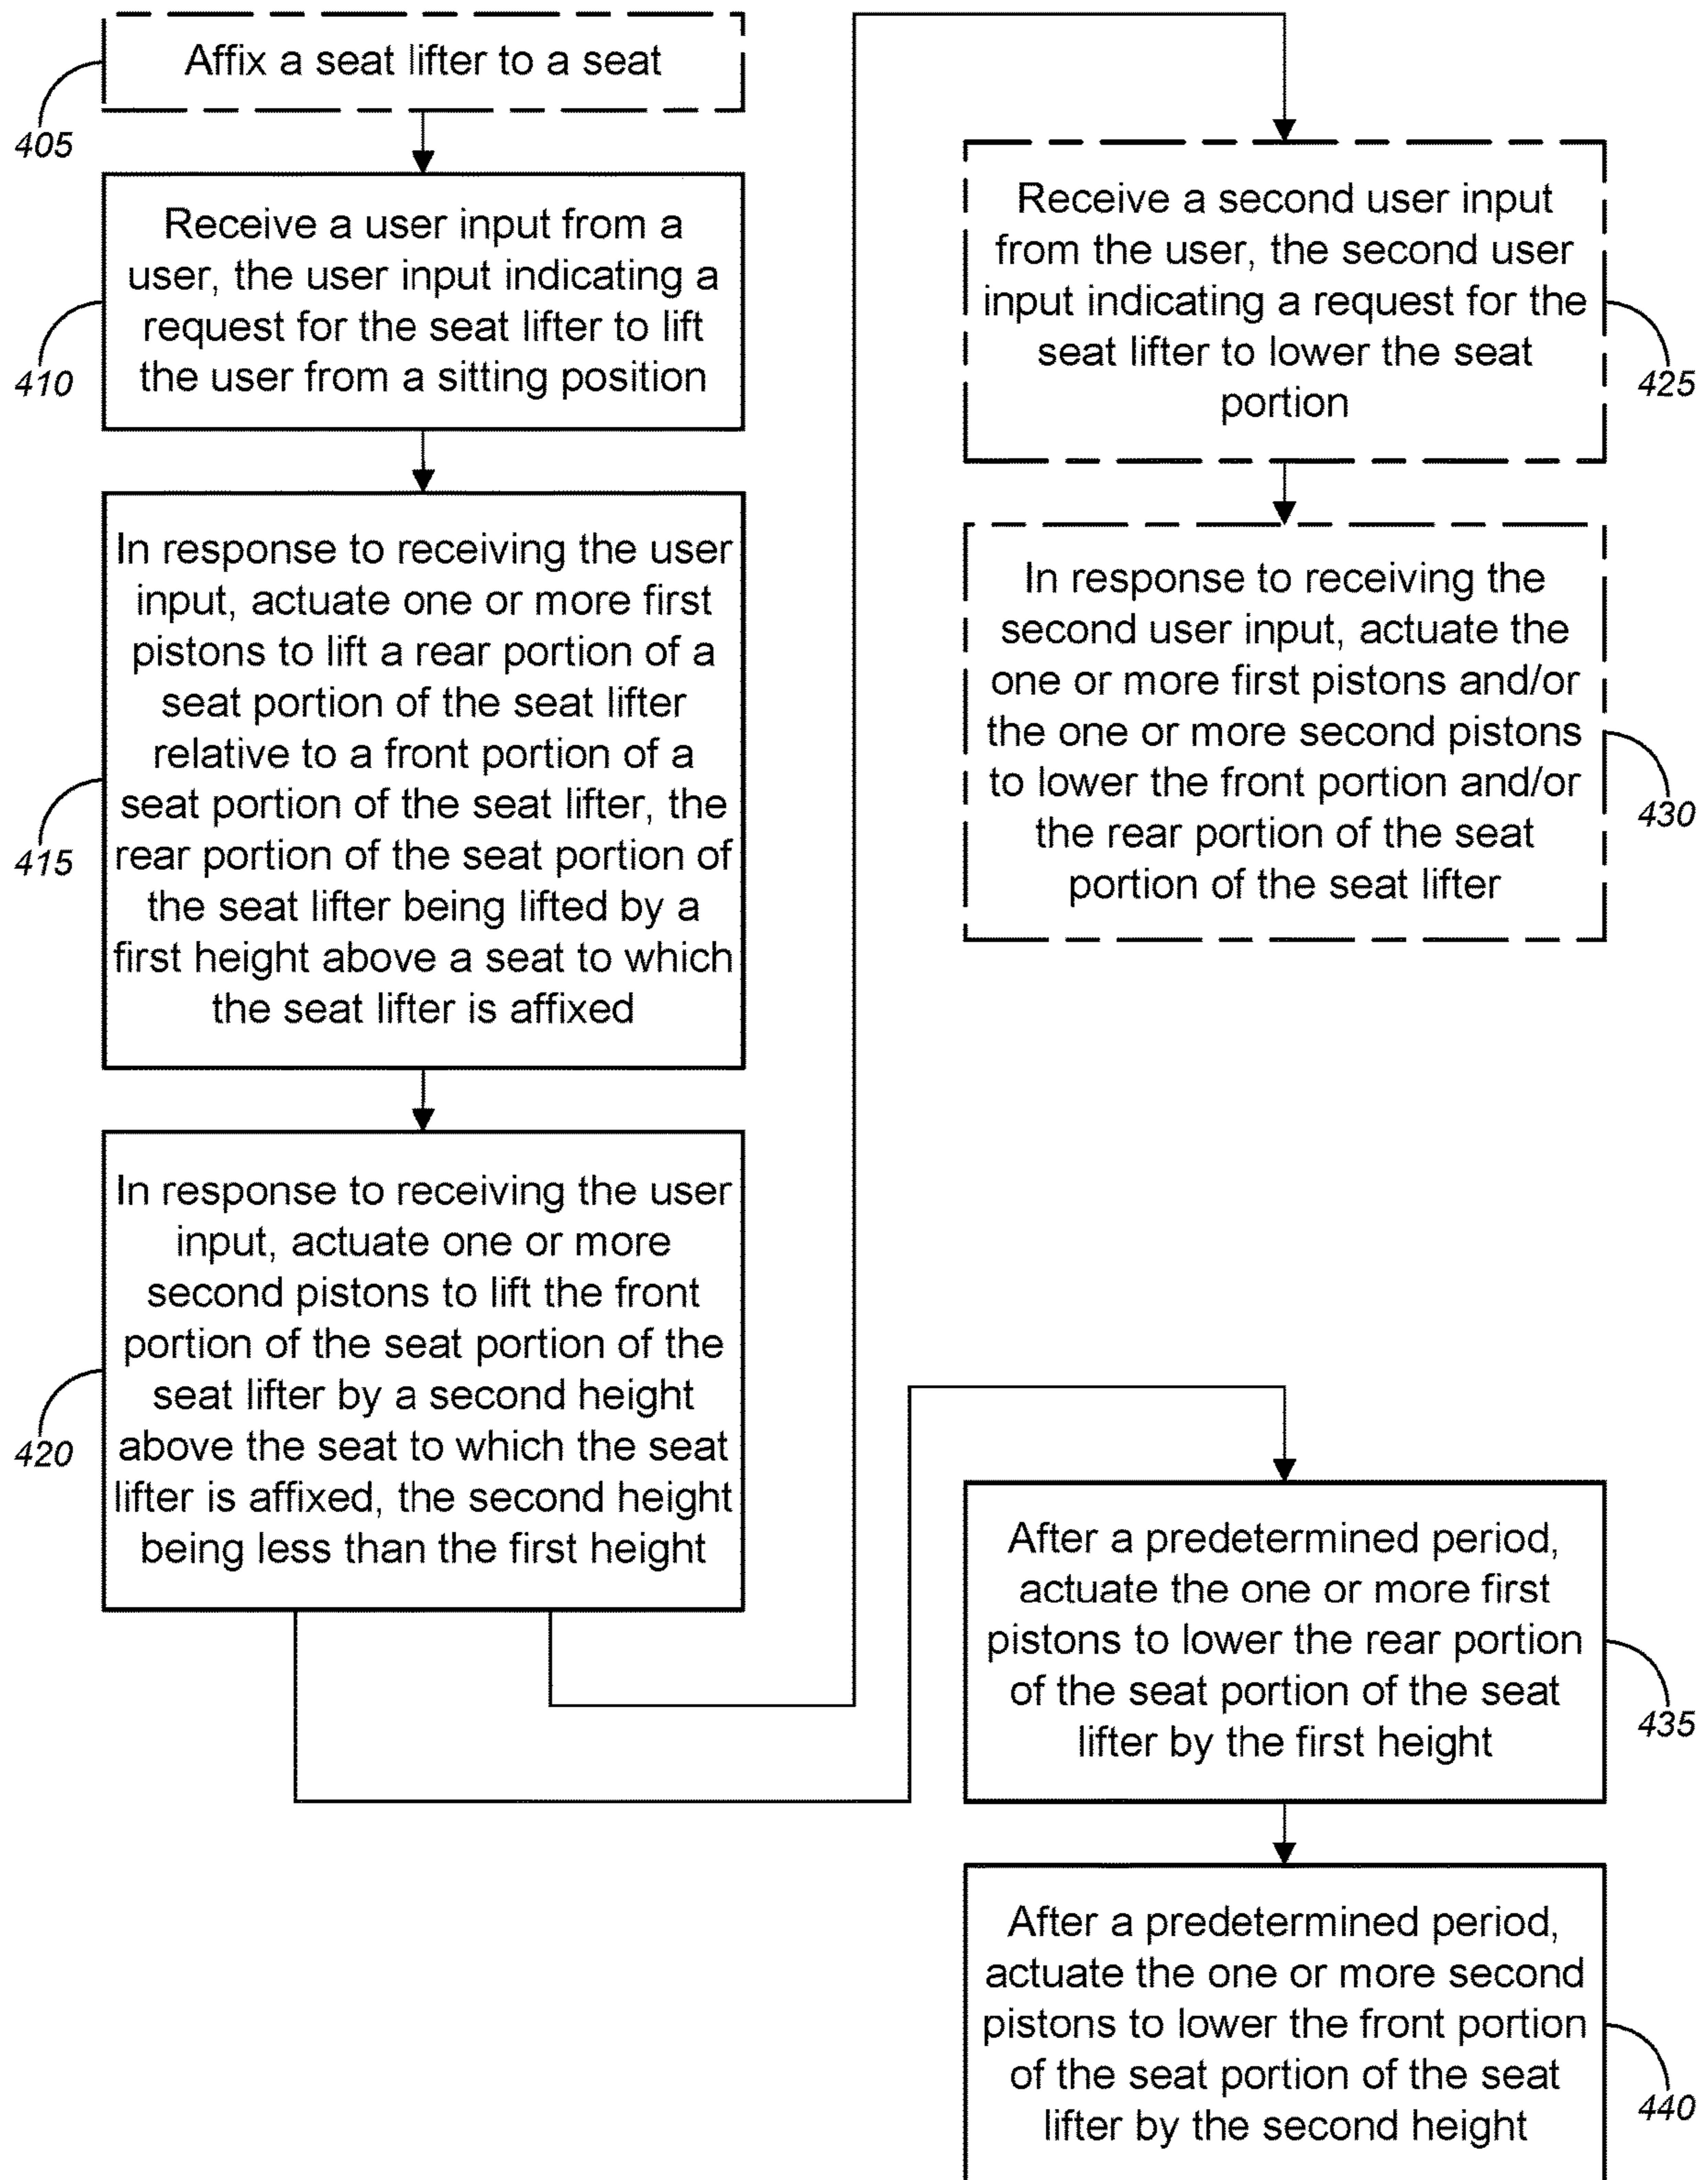 Affix a seat lifter to a seat
405
Receive a user input from a
user, the user input indicating a
request for the seat lifter to lift
the user from a sitting position
410
In response to receiving the user
input, actuate one or more first
pistons to lift a rear portion of a
seat portion of the seat lifter
relative to a front portion of a
seat portion of the seat lifter, the
rear portion of the seat portion of
the seat lifter being lifted by a
first height above a seat to which
the seat lifter is affixed
415
In response to receiving the user
input, actuate one or more
second pistons to lift the front
portion of the seat portion of the
seat lifter by a second height
above the seat to which the seat
lifter is affixed, the second height
being less than the first height
420
Receive a second user input
from the user, the second user
input indicating a request for the
seat lifter to lower the seat
portion
425
In response to receiving the
second user input, actuate the
one or more first pistons and/or
the one or more second pistons
to lower the front portion and/or
the rear portion of the seat
portion of the seat lifter
430
After a predetermined period,
actuate the one or more first
pistons to lower the rear portion
of the seat portion of the seat
lifter by the first height
435
After a predetermined period,
actuate the one or more second
pistons to lower the front portion
of the seat portion of the seat
lifter by the second height
440